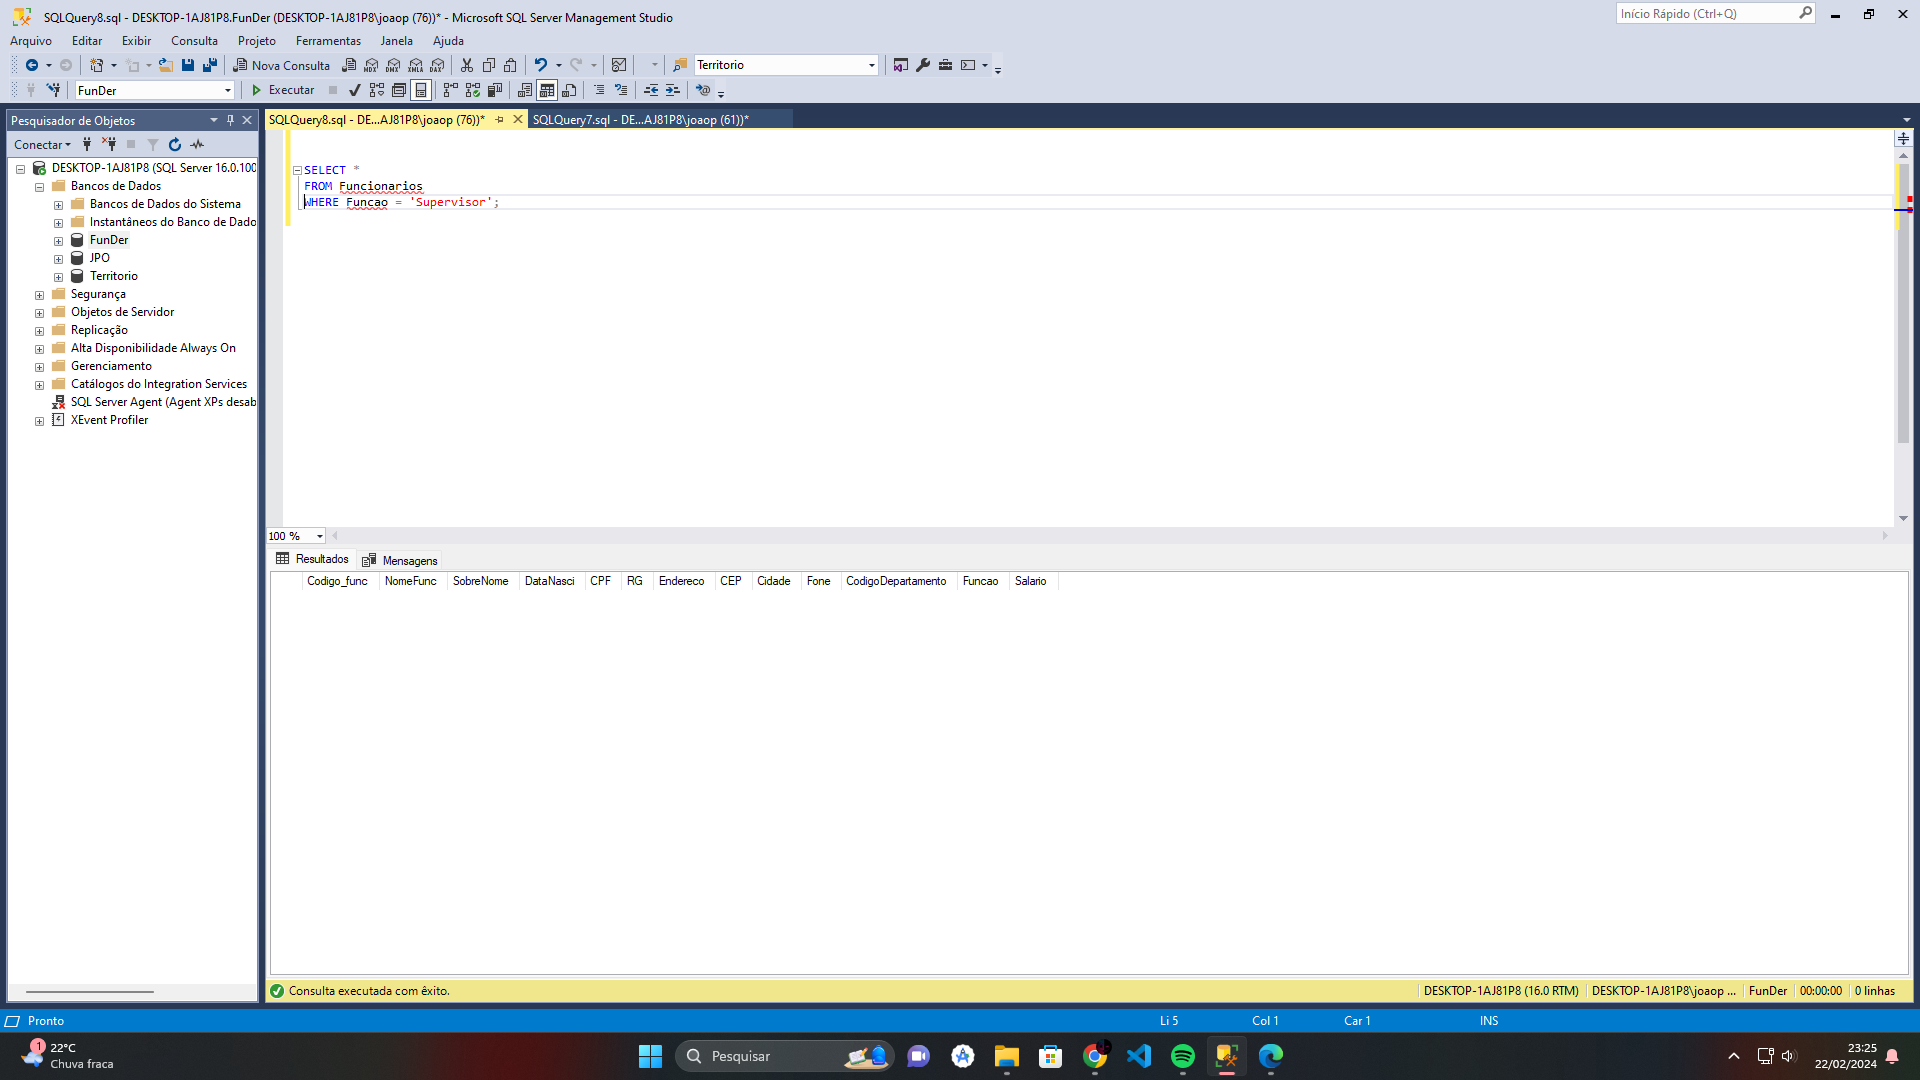 SQLQuery8.sql - DESKTOP-1AJ81P8.FunDer (DESKTOP-1AJ81P8\joaop (76))* - Microsoft SQL Server Management Studio
Início Rápido (Ctrl+Q)
Arquivo Editar Exibir Consulta Projeto Ferramentas Janela Ajuda
Nova Consulta
MDX DMX XMLA DAX
Territorio
FunDer
Executar
Pesquisador de Objetos
SQLQuery8.sql - DE...AJ81P8\joaop (76))*
SQLQuery7.sql - DE...AJ81P8\joaop (61))*
Conectar
DESKTOP-1AJ81P8 (SQL Server 16.0.100
Bancos de Dados
Bancos de Dados do Sistema
Instantâneos do Banco de Dado
FunDer
JPO
Territorio
Segurança
Objetos de Servidor
Replicação
Alta Disponibilidade Always On
Gerenciamento
Catálogos do Integration Services
SQL Server Agent (Agent XPs desab
XEvent Profiler
SELECT *
FROM Funcionarios
WHERE Funcao = 'Supervisor';
100 %
Resultados Mensagens
Codigo_func NomeFunc SobreNome DataNasci CPF RG Endereco CEP Cidade Fone CodigoDepartamento Funcao Salario
Consulta executada com êxito.
DESKTOP-1AJ81P8 (16.0 RTM) DESKTOP-1AJ81P8\joaop ... FunDer 00:00:00 0 linhas
Pronto
Li 5 Col 1 Car 1 INS
1
22°C
Chuva fraca
Pesquisar
23:25
22/02/2024